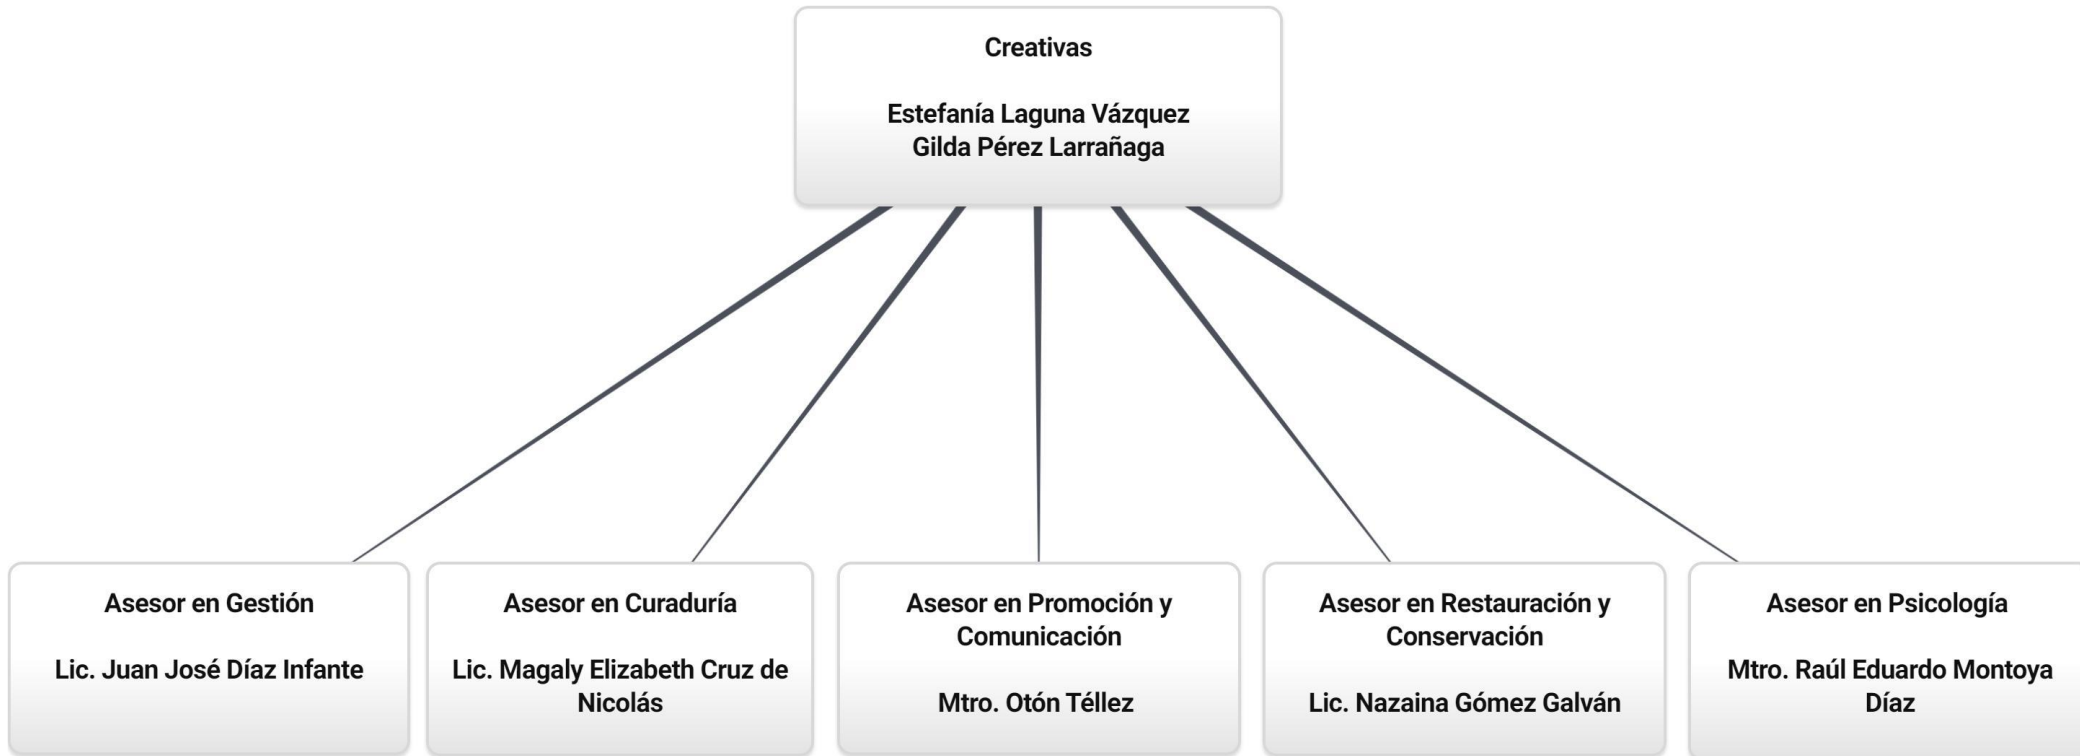 Creativas
Estefanía Laguna Vázquez
Gilda Pérez Larrañaga
Asesor en Gestión
Lic. Juan José Díaz Infante
Asesor en Curaduría
Lic. Magaly Elizabeth Cruz de
Nicolás
Asesor en Promoción y
Comunicación
Mtro. Otón Téllez
Asesor en Restauración y
Conservación
Lic. Nazaina Gómez Galván
Asesor en Psicología
Mtro. Raúl Eduardo Montoya
Díaz